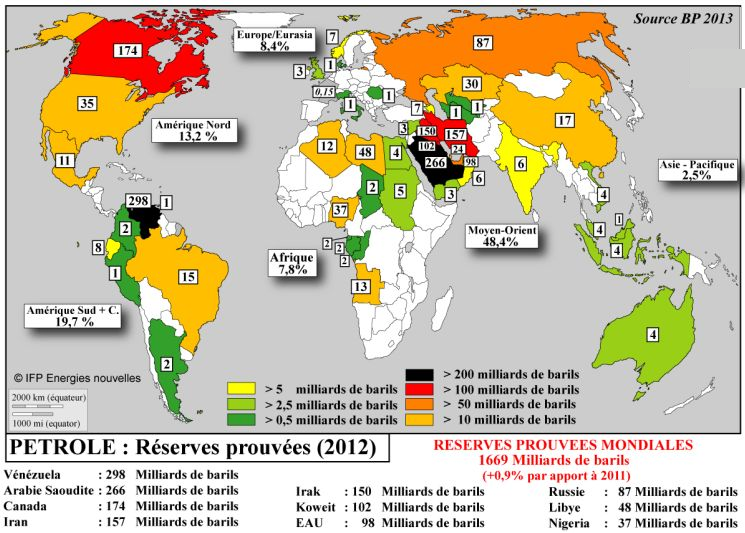 Source BP 2013
Europe/Eurasia
8,4%
7
87
174
3
1
0,15
1
1
30
35
1
1
7
17
Amérique Nord
13,2 %
11
12
48
4
3
150
157
102
24
266
98
6
6
Asie - Pacifique
2,5%
298
1
2
5
3
4
2
37
Moyen-Orient
48,4%
1
8
2
2
2
4
4
Afrique
7,8%
1
15
13
Amérique Sud + C.
19,7 %
4
2
© IFP Energies nouvelles
2000 km (équateur)
1000 mi (equator)
> 5 milliards de barils
> 2,5 milliards de barils
> 0,5 milliards de barils
> 200 milliards de barils
> 100 milliards de barils
> 50 milliards de barils
> 10 milliards de barils
PETROLE : Réserves prouvées (2012)
RESERVES PROUVEES MONDIALES
1669 Milliards de barils
(+0,9% par apport à 2011)
Vénézuela : 298 Milliards de barils
Arabie Saoudite : 266 Milliards de barils
Canada : 174 Milliards de barils
Iran : 157 Milliards de barils
Irak : 150 Milliards de barils
Koweit : 102 Milliards de barils
EAU : 98 Milliards de barils
Russie : 87 Milliards de barils
Libye : 48 Milliards de barils
Nigeria : 37 Milliards de barils